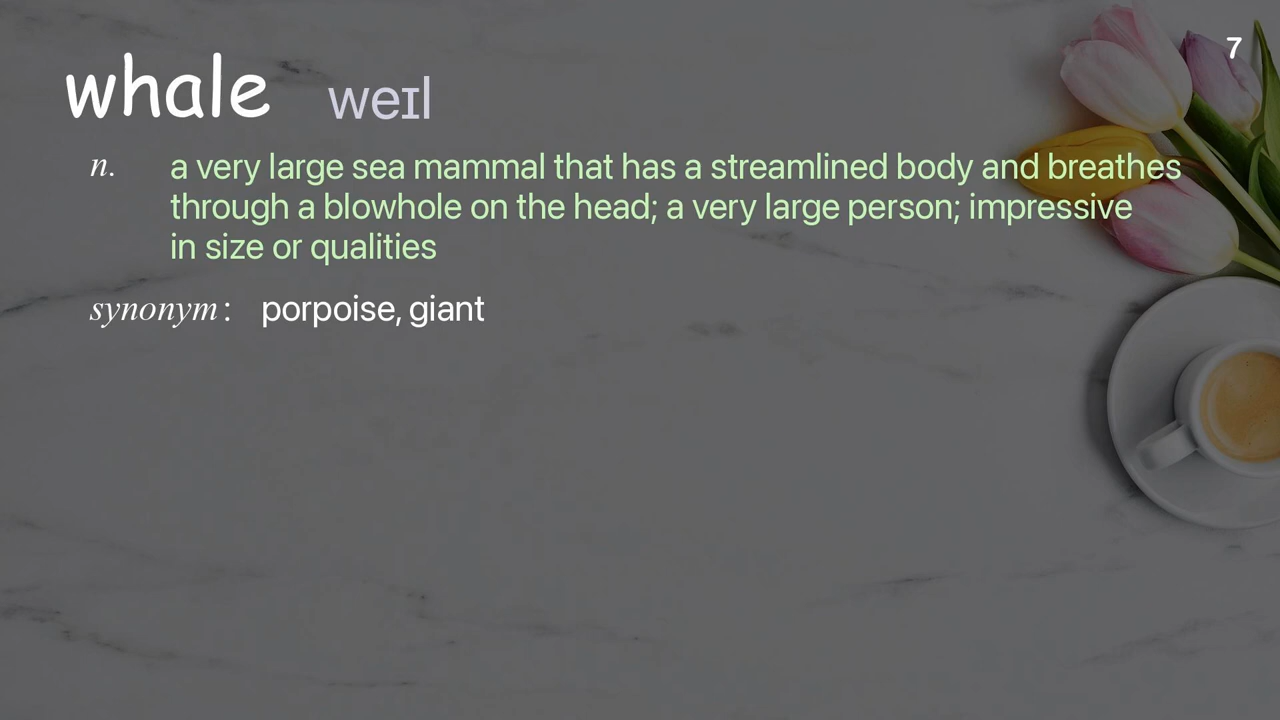 7
whale weɪl
n. a very large sea mammal that has a streamlined body and breathes
through a blowhole on the head; a very large person; impressive
in size or qualities
synonym: porpoise, giant